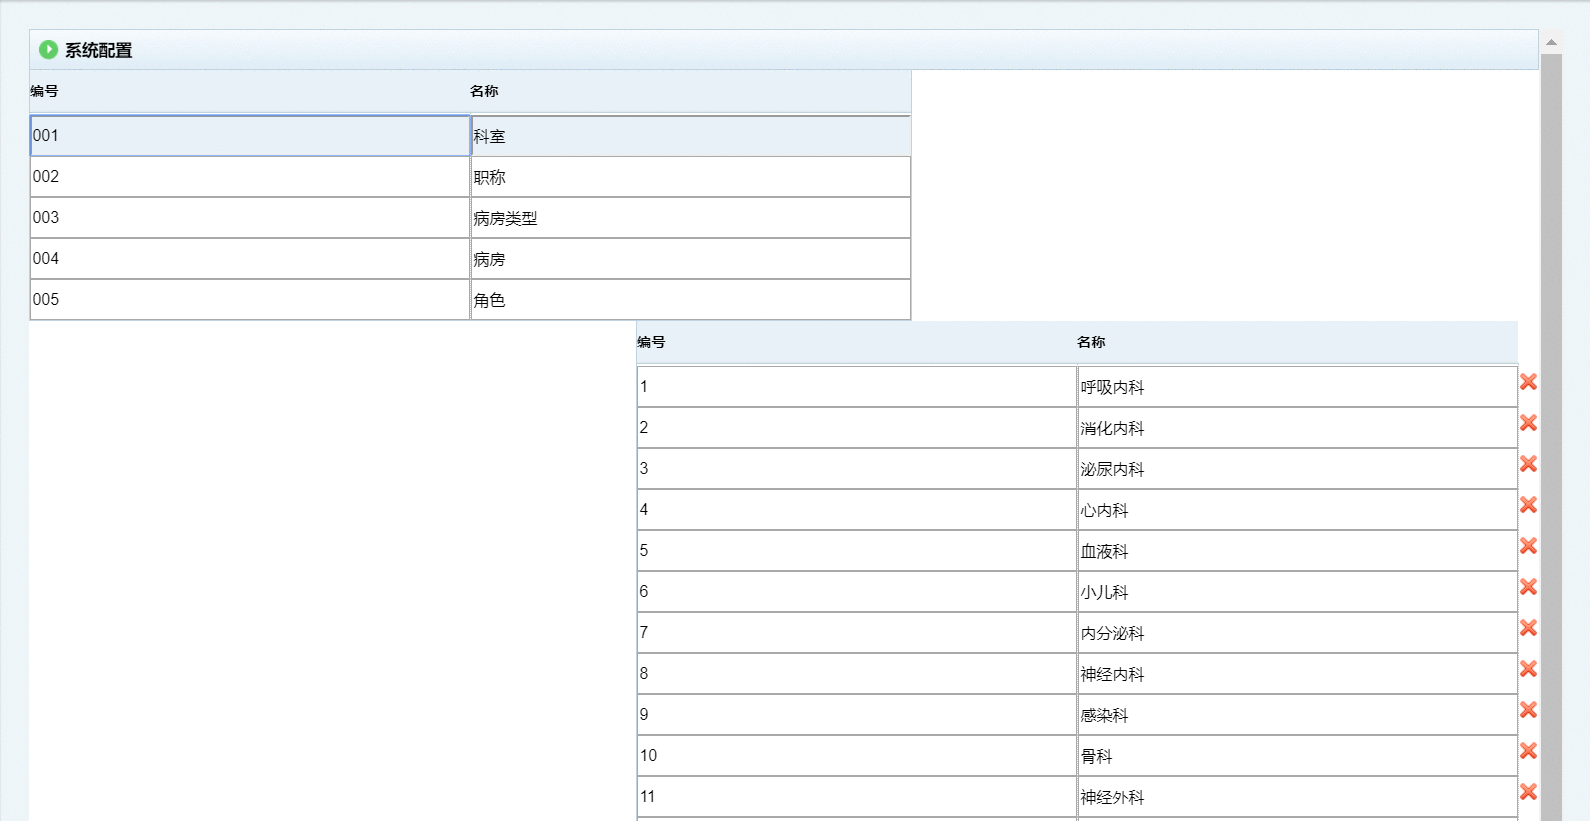 系统配置
编号 名称
001 科室
002 职称
003 病房类型
004 病房
005 角色
编号 名称
1 呼吸内科
2 消化内科
3 泌尿内科
4 心内科
5 血液科
6 小儿科
7 内分泌科
8 神经内科
9 感染科
10 骨科
11 神经外科